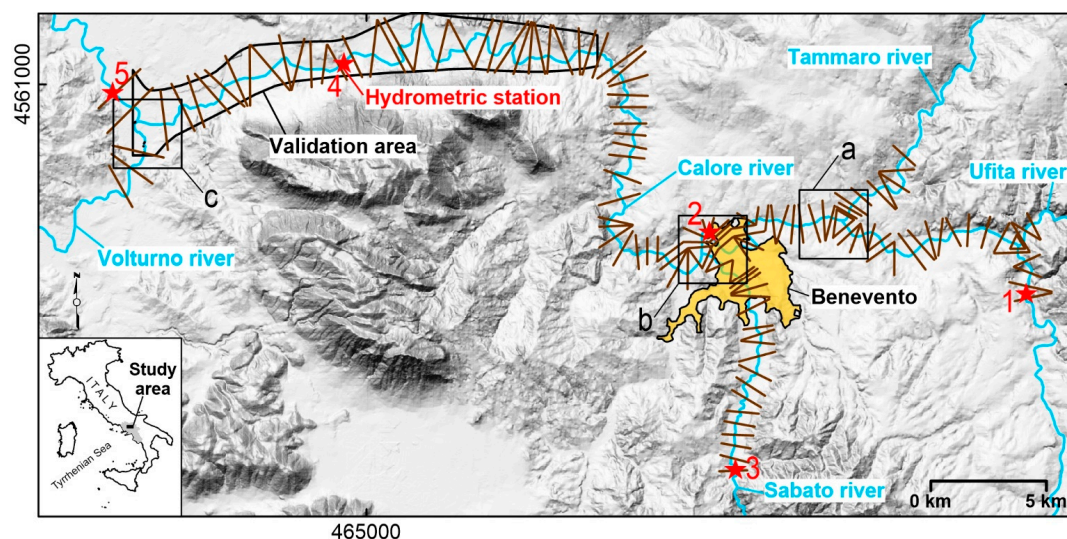 4561000
5
4
Hydrometric station
Validation area
c
Volturno river
N
Tammaro river
Calore river
a
Ufita river
2
1
Benevento
b
3
Sabato river
0 km
5 km
Study
area
ITALY
Tyrrhenian Sea
465000